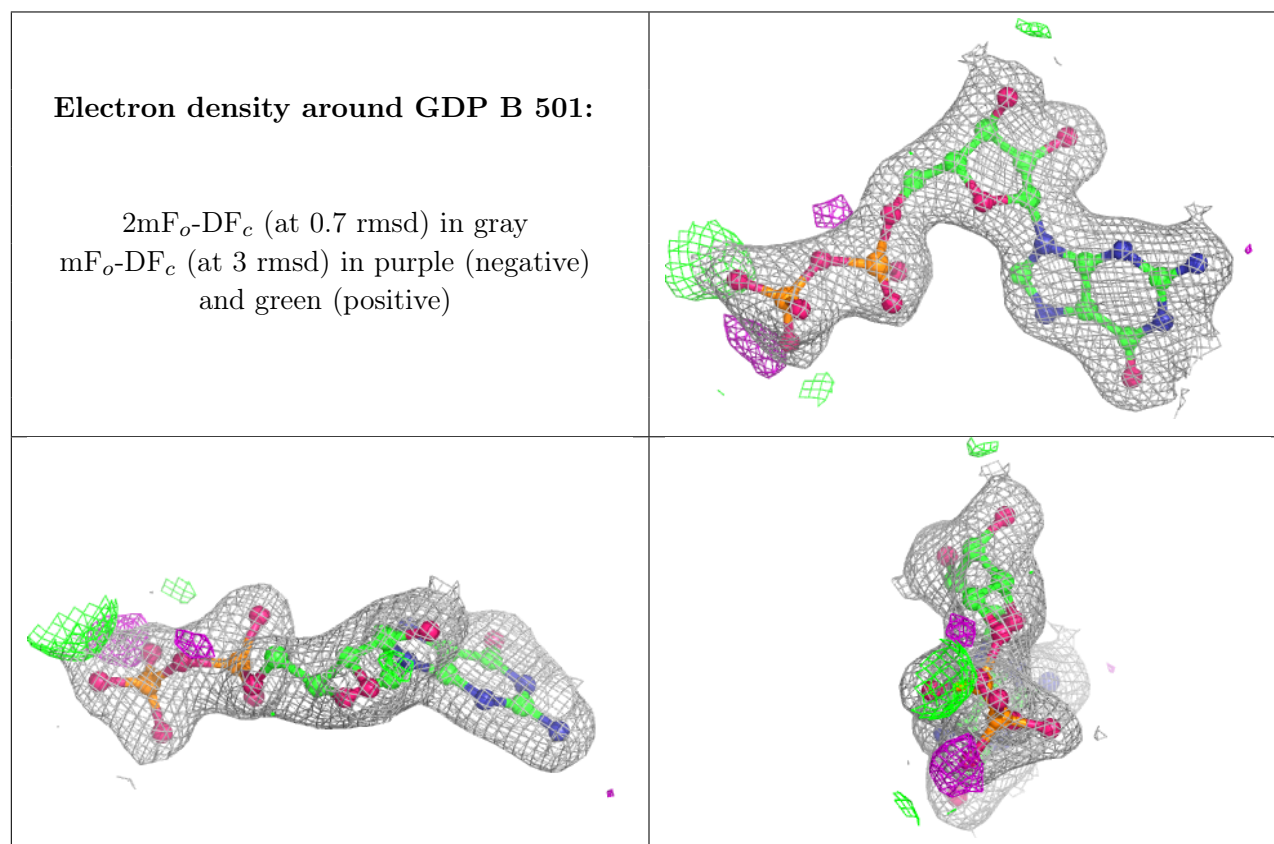 Electron density around GDP B 501:
2mFₒ-DF𝒸 (at 0.7 rmsd) in gray
mFₒ-DF𝒸 (at 3 rmsd) in purple (negative)
and green (positive)